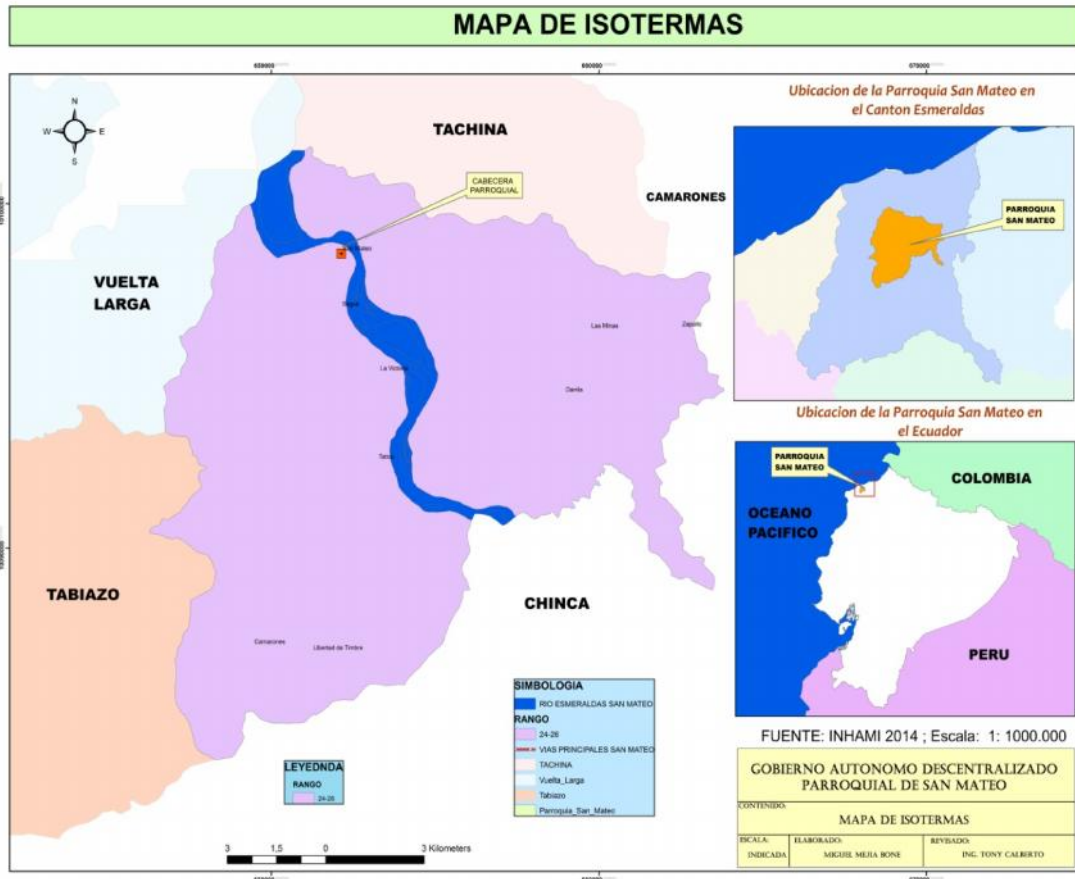 MAPA DE ISOTERMAS
650000
660000
670000
N
W
E
S
TACHINA
CABECERA
PARROQUIAL
CAMARONES
VUELTA
LARGA
Las Minas
Zapallo
La Victoria
TABIAZO
CHINCA
Camarones
Libertad de Timbre
Ubicacion de la Parroquia San Mateo en
el Canton Esmeraldas
PARROQUIA
SAN MATEO
Ubicacion de la Parroquia San Mateo en
el Ecuador
PARROQUIA
SAN MATEO
COLOMBIA
OCEANO
PACIFICO
PERU
SIMBOLOGIA
RIO ESMERALDAS SAN MATEO
RANGO
24-26
VIAS PRINCIPALES SAN MATEO
TACHINA
Vuelta_Larga
Tabiazo
Parroquia_San_Mateo
LEYEDNDA
RANGO
24-26
3 1,5 0 3 Kilometers
FUENTE: INHAMI 2014 ; Escala: 1: 1000.000
GOBIERNO AUTONOMO DESCENTRALIZADO
PARROQUIAL DE SAN MATEO
CONTENIDO:
MAPA DE ISOTERMAS
ESCALA:
INDICADA
ELABORADO:
MIGUEL MEJIA BONE
REVISADO:
ING. TONY CALBERTO